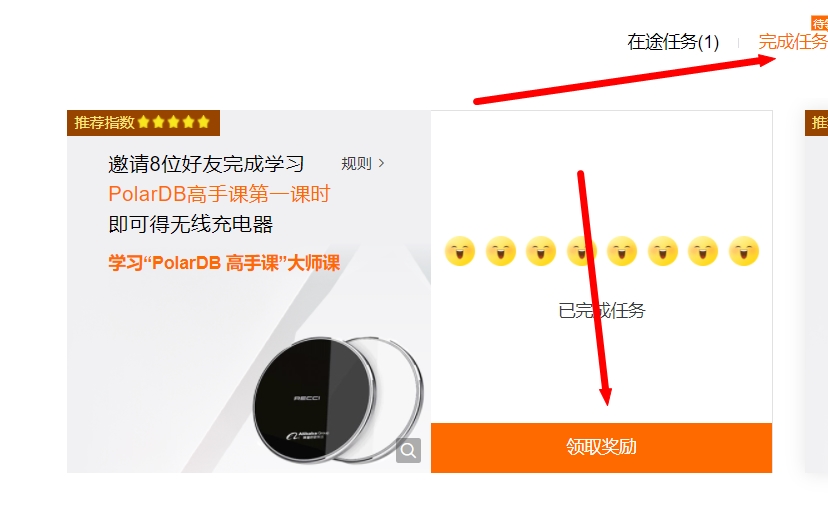 在途任务(1)
完成任务
推荐指数
邀请8位好友完成学习
规则 >
PolarDB高手课第一课时
即可得无线充电器
学习“PolarDB 高手课”大师课
已完成任务
RECCI
Alibaba Group
领取奖励
推